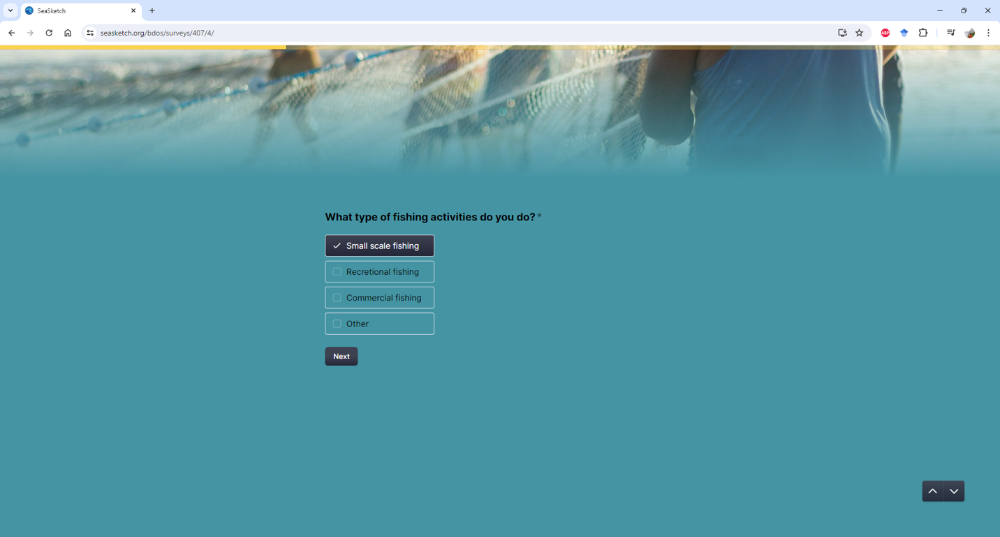 SeaSketch
seasketch.org/bdos/surveys/407/4/
ABP
What type of fishing activities do you do? *
Small scale fishing
Recretional fishing
Commercial fishing
Other
Next